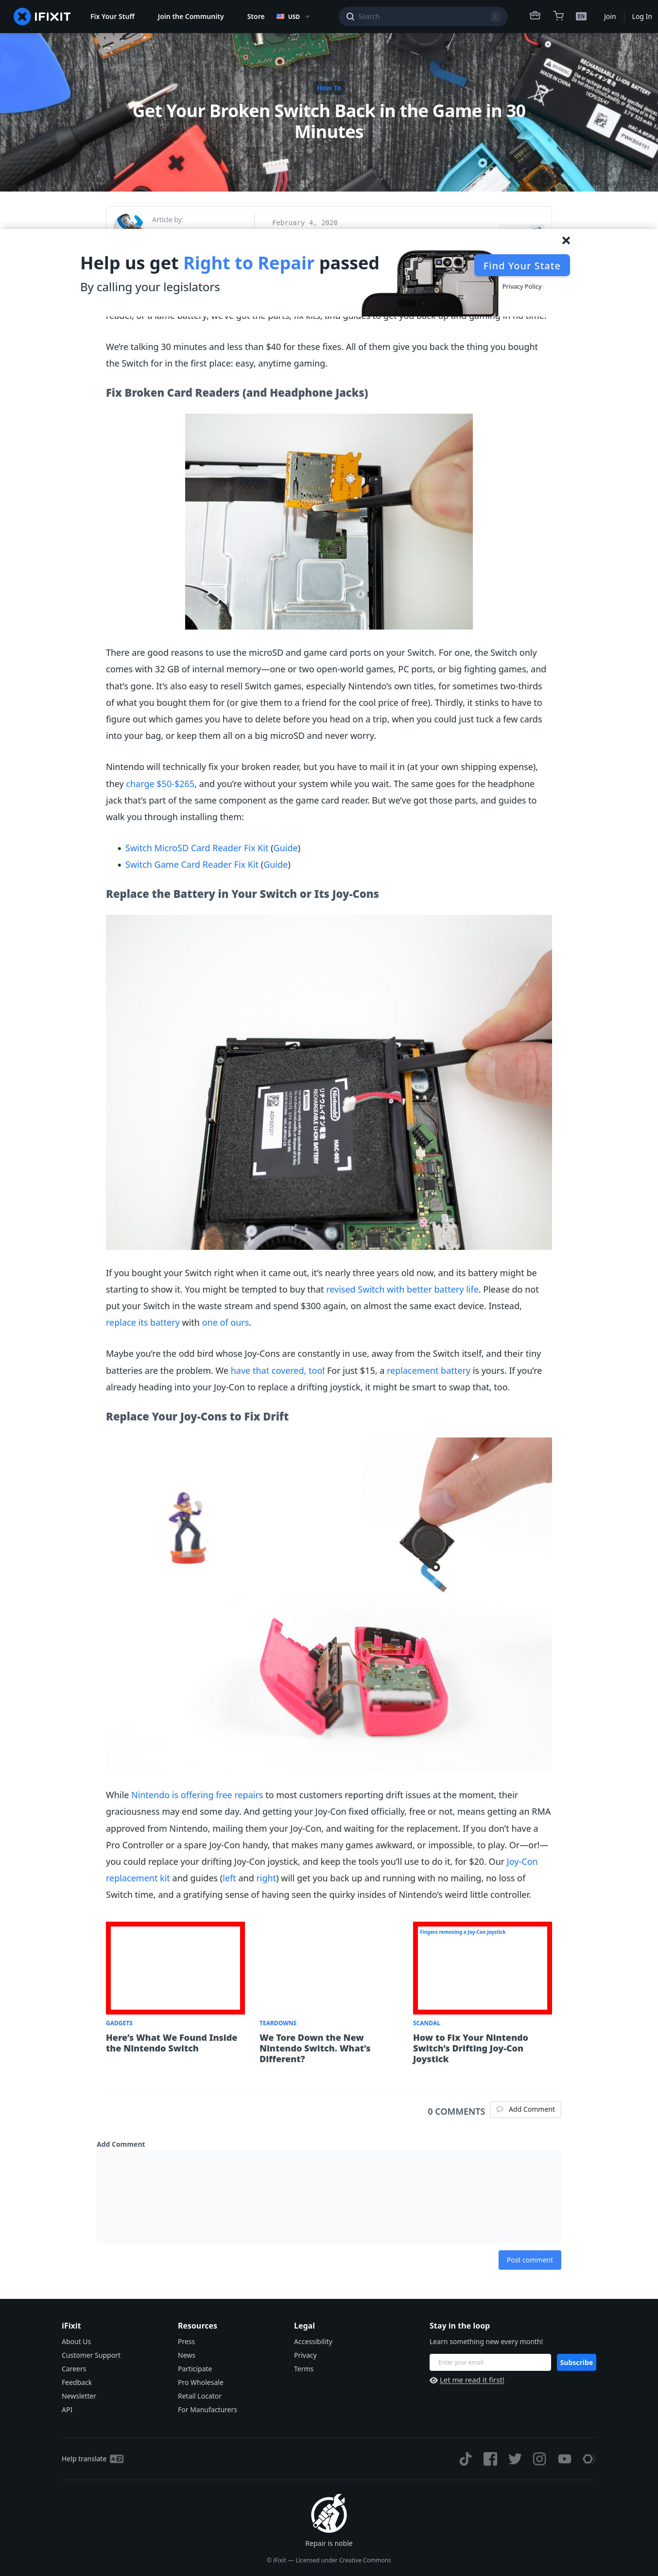 IFIXIT
Fix Your Stuff
Join the Community
Store
USD
Search
/
EN
Join
Log In
How To
Get Your Broken Switch Back in the Game in 30
Minutes
Article by:
February 4, 2020
Help us get Right to Repair passed
By calling your legislators
Find Your State
Privacy Policy
reader, or a lame battery, we've got the parts, fix kits, and guides to get you back up and gaming in no time.
We're talking 30 minutes and less than $40 for these fixes. All of them give you back the thing you bought
the Switch for in the first place: easy, anytime gaming.
Fix Broken Card Readers (and Headphone Jacks)
There are good reasons to use the microSD and game card ports on your Switch. For one, the Switch only
comes with 32 GB of internal memory—one or two open-world games, PC ports, or big fighting games, and
that's gone. It's also easy to resell Switch games, especially Nintendo's own titles, for sometimes two-thirds
of what you bought them for (or give them to a friend for the cool price of free). Thirdly, it stinks to have to
figure out which games you have to delete before you head on a trip, when you could just tuck a few cards
into your bag, or keep them all on a big microSD and never worry.
Nintendo will technically fix your broken reader, but you have to mail it in (at your own shipping expense),
they charge $50-$265, and you're without your system while you wait. The same goes for the headphone
jack that's part of the same component as the game card reader. But we've got those parts, and guides to
walk you through installing them:
• Switch MicroSD Card Reader Fix Kit (Guide)
• Switch Game Card Reader Fix Kit (Guide)
Replace the Battery in Your Switch or Its Joy-Cons
Nintendo
リチウムイオン電池
RECHARGEABLE LI-ION BATTERY
HAC-003
If you bought your Switch right when it came out, it's nearly three years old now, and its battery might be
starting to show it. You might be tempted to buy that revised Switch with better battery life. Please do not
put your Switch in the waste stream and spend $300 again, on almost the same exact device. Instead,
replace its battery with one of ours.
Maybe you're the odd bird whose Joy-Cons are constantly in use, away from the Switch itself, and their tiny
batteries are the problem. We have that covered, too! For just $15, a replacement battery is yours. If you're
already heading into your Joy-Con to replace a drifting joystick, it might be smart to swap that, too.
Replace Your Joy-Cons to Fix Drift
While Nintendo is offering free repairs to most customers reporting drift issues at the moment, their
graciousness may end some day. And getting your Joy-Con fixed officially, free or not, means getting an RMA
approved from Nintendo, mailing them your Joy-Con, and waiting for the replacement. If you don't have a
Pro Controller or a spare Joy-Con handy, that makes many games awkward, or impossible, to play. Or—or!—
you could replace your drifting Joy-Con joystick, and keep the tools you'll use to do it, for $20. Our Joy-Con
replacement kit and guides (left and right) will get you back up and running with no mailing, no loss of
Switch time, and a gratifying sense of having seen the quirky insides of Nintendo's weird little controller.
Fingers removing a Joy-Con joystick
GADGETS
Here's What We Found Inside
the Nintendo Switch
TEARDOWNS
We Tore Down the New
Nintendo Switch. What's
Different?
SCANDAL
How to Fix Your Nintendo
Switch's Drifting Joy-Con
Joystick
0 COMMENTS
Add Comment
Add Comment
Post comment
iFixit
About Us
Customer Support
Careers
Feedback
Newsletter
API
Resources
Press
News
Participate
Pro Wholesale
Retail Locator
For Manufacturers
Legal
Accessibility
Privacy
Terms
Stay in the loop
Learn something new every month!
Enter your email
Subscribe
Let me read it first!
Help translate
Repair is noble
© iFixit — Licensed under Creative Commons